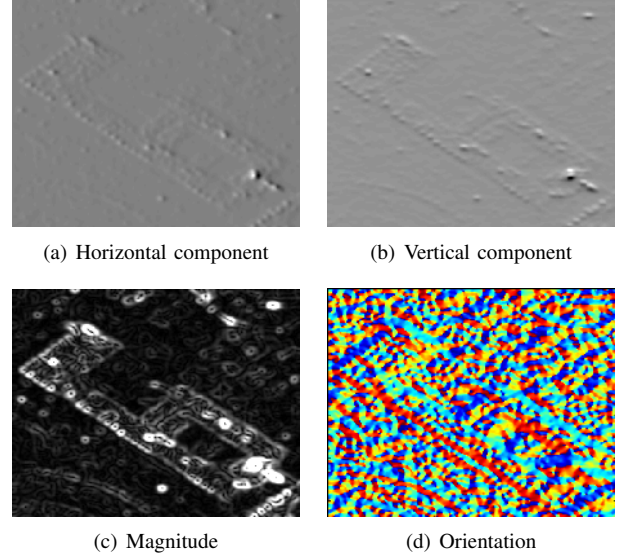 (a) Horizontal component
(b) Vertical component
(c) Magnitude
(d) Orientation